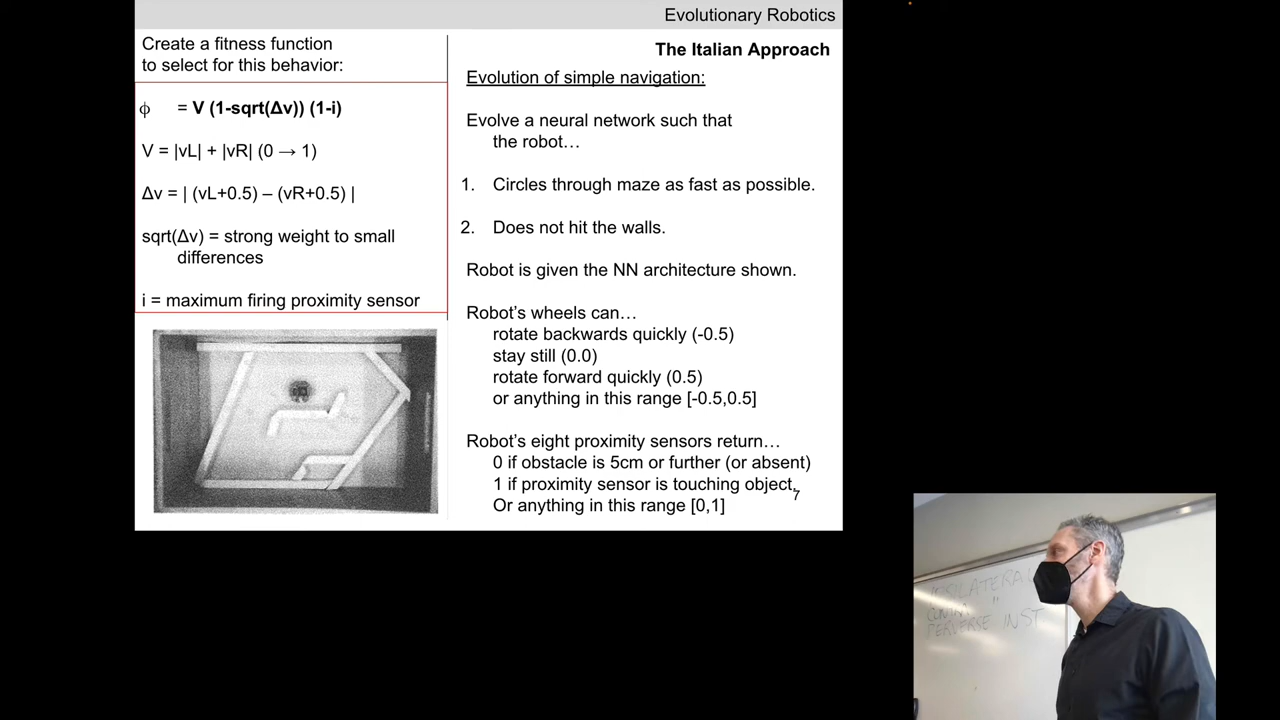 Evolutionary Robotics
Create a fitness function
to select for this behavior:
ϕ = V (1-sqrt(Δv)) (1-i)
V = |vL| + |vR| (0 → 1)
Δv = | (vL+0.5) – (vR+0.5) |
sqrt(Δv) = strong weight to small
differences
i = maximum firing proximity sensor
The Italian Approach
Evolution of simple navigation:
Evolve a neural network such that
the robot…
1. Circles through maze as fast as possible.
2. Does not hit the walls.
Robot is given the NN architecture shown.
Robot’s wheels can…
rotate backwards quickly (-0.5)
stay still (0.0)
rotate forward quickly (0.5)
or anything in this range [-0.5,0.5]
Robot’s eight proximity sensors return…
0 if obstacle is 5cm or further (or absent)
1 if proximity sensor is touching object.
Or anything in this range [0,1]
7
PERVERSE INST